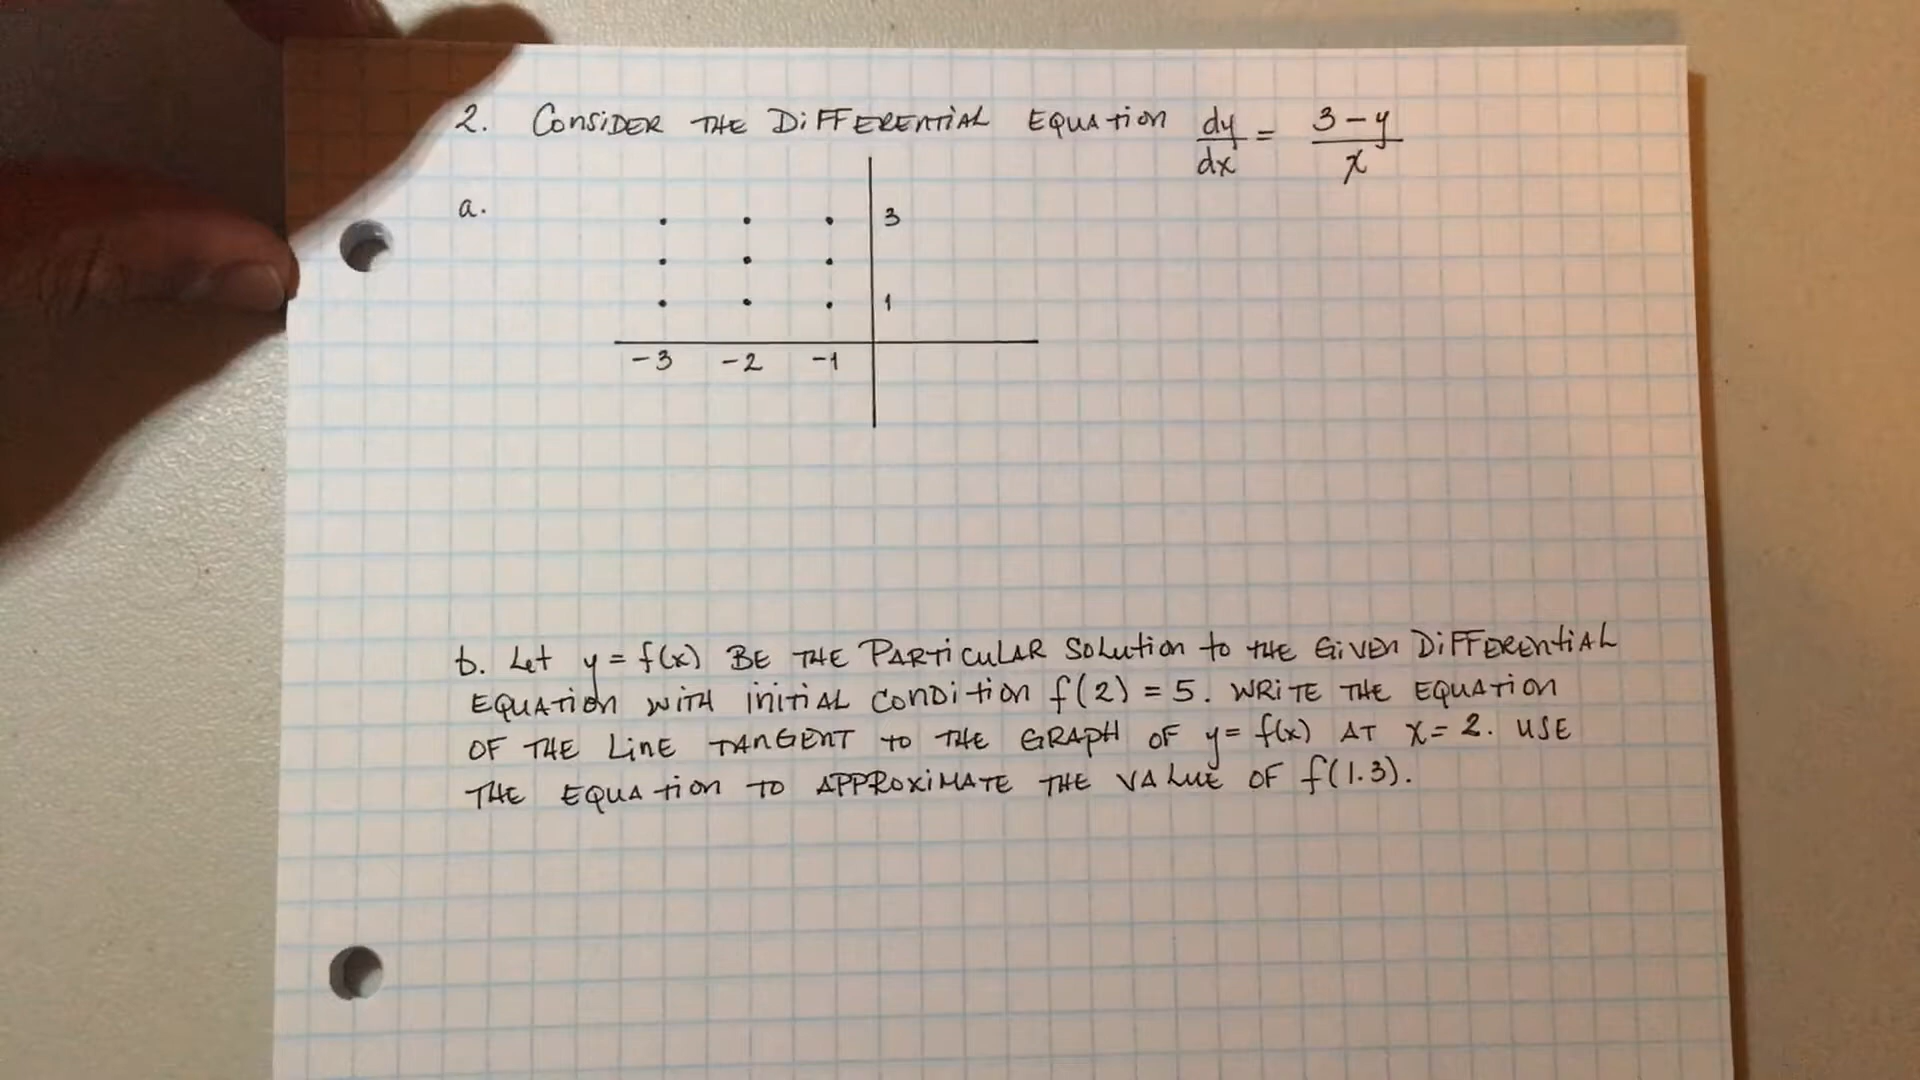 2. CONSIDER THE DIFFERENTIAL EQUATION dy/dx = 3-y/x
a.
3
1
-3 -2 -1
b. Let y = f(x) BE THE PARTICULAR SOLUTION to THE GIVEN DIFFERENTIAL
EQUATION WITH INITIAL CONDITION f(2) = 5. WRITE THE EQUATION
OF THE LINE TANGENT TO THE GRAPH OF y = f(x) AT x = 2. USE
THE EQUATION TO APPROXIMATE THE VALUE OF f(1.3).